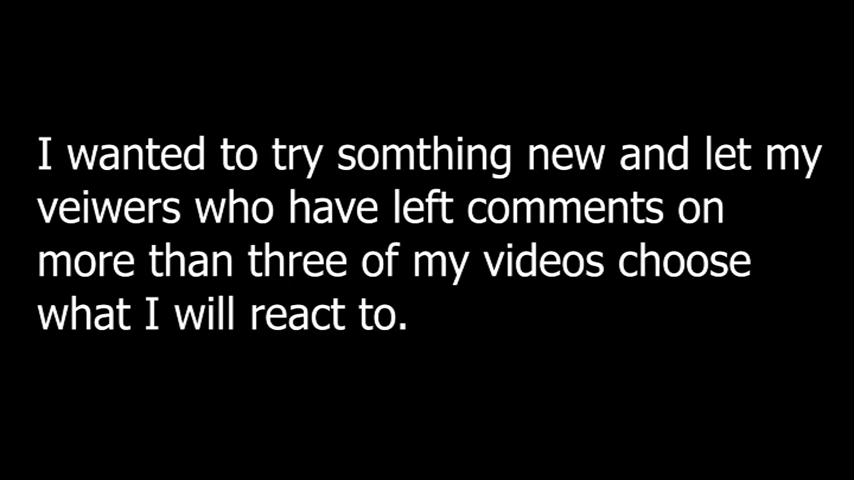 I wanted to try somthing new and let my
veiwers who have left comments on
more than three of my videos choose
what I will react to.